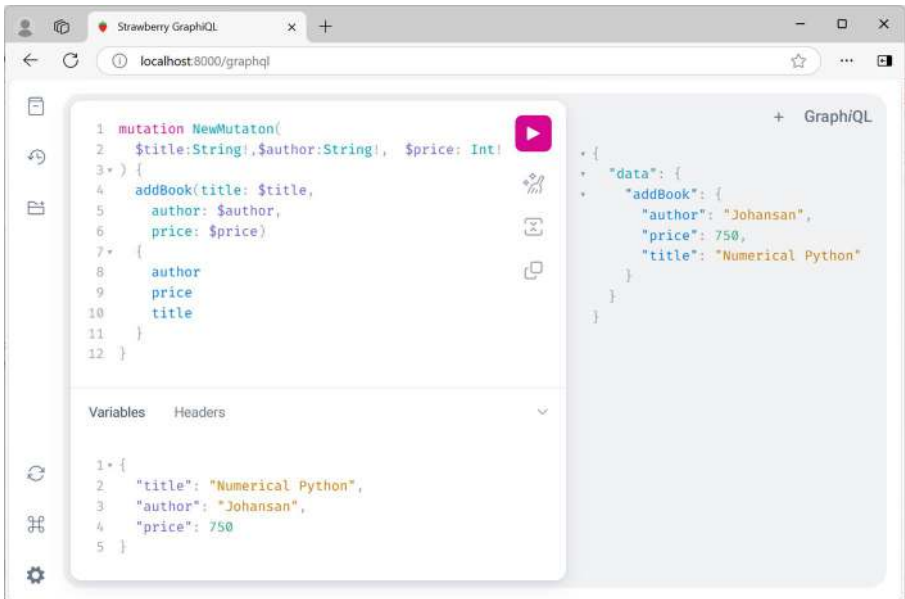 Strawberry GraphiQL
localhost:8000/graphql
1 mutation NewMutaton(
2 $title:String!,$author:String!, $price: Int!
3 ) {
4 addBook(title: $title,
5 author: $author,
6 price: $price)
7 {
8 author
9 price
10 title
11 }
12 }
Variables Headers
1 {
2 "title": "Numerical Python",
3 "author": "Johansan",
4 "price": 750
5 }
+ GraphiQL
{
"data": {
"addBook": {
"author": "Johansan",
"price": 750,
"title": "Numerical Python"
}
}
}